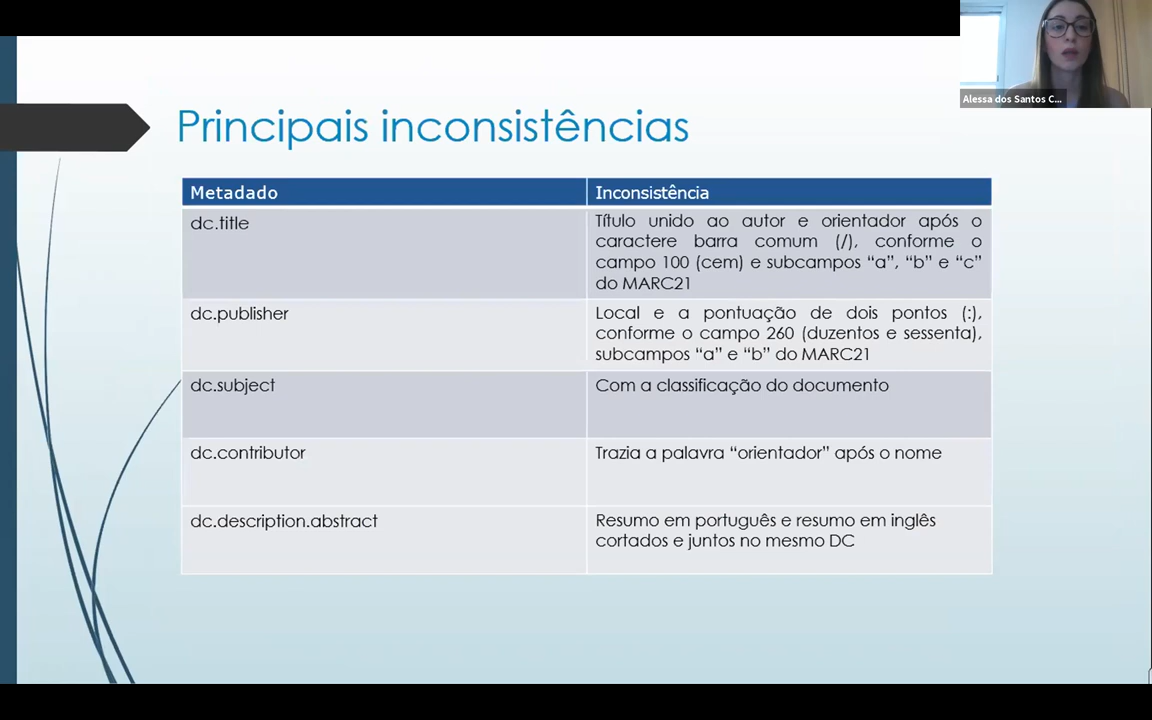 Alessa dos Santos C...
Principais inconsistências
Metadado
Inconsistência
dc.title
Título unido ao autor e orientador após o
caractere barra comum (/), conforme o
campo 100 (cem) e subcampos “a”, “b” e “c”
do MARC21
dc.publisher
Local e a pontuação de dois pontos (:),
conforme o campo 260 (duzentos e sessenta),
subcampos “a” e “b” do MARC21
dc.subject
Com a classificação do documento
dc.contributor
Trazia a palavra “orientador” após o nome
dc.description.abstract
Resumo em português e resumo em inglês
cortados e juntos no mesmo DC